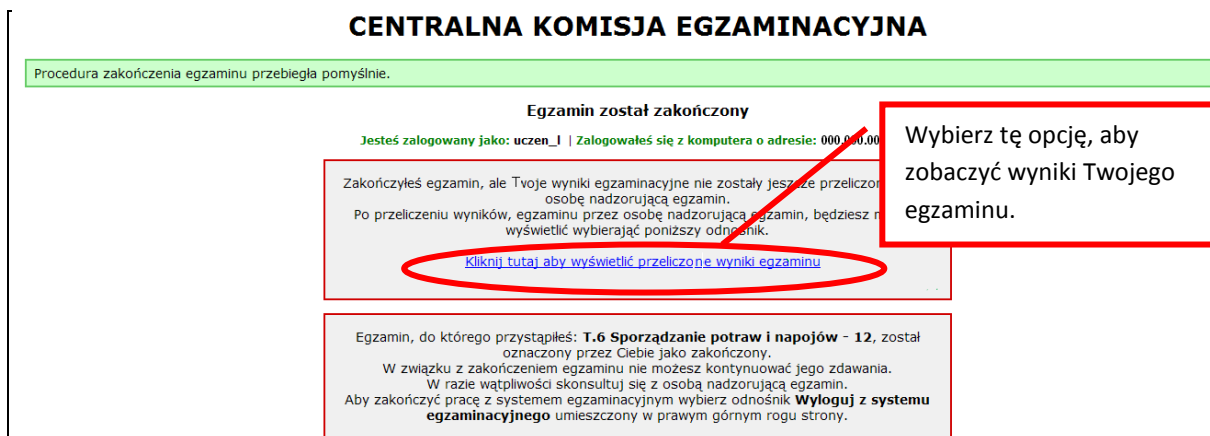 CENTRALNA KOMISJA EGZAMINACYJNA
Procedura zakończenia egzaminu przebiegła pomyślnie.
Egzamin został zakończony
Jesteś zalogowany jako: uczen_l | Zalogowałeś się z komputera o adresie: 000.000.00
Wybierz tę opcję, aby
zobaczyć wyniki Twojego
egzaminu.
Zakończyłeś egzamin, ale Twoje wyniki egzaminacyjne nie zostały jeszcze przeliczon
osobę nadzorującą egzamin.
Po przeliczeniu wyników, egzaminu przez osobę nadzorującą egzamin, będziesz
wyświetlić wybierająć poniższy odnośnik.
Kliknij tutaj aby wyświetlić przeliczone wyniki egzaminu
Egzamin, do którego przystąpiłeś: T.6 Sporządzanie potraw i napojów - 12, został
oznaczony przez Ciebie jako zakończony.
W związku z zakończeniem egzaminu nie możesz kontynuować jego zdawania.
W razie wątpliwości skonsultuj się z osobą nadzorującą egzamin.
Aby zakończyć pracę z systemem egzaminacyjnym wybierz odnośnik Wyloguj z systemu
egzaminacyjnego umieszczony w prawym górnym rogu strony.